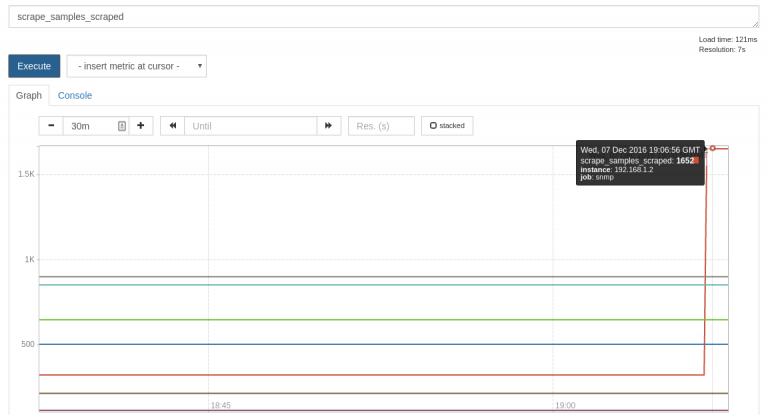 scrape_samples_scraped
Load time: 121ms
Resolution: 7s
Execute
- insert metric at cursor -
Graph
Console
30m
Until
Res. (s)
stacked
Wed, 07 Dec 2016 19:06:56 GMT
scrape_samples_scraped: 1652
instance: 192.168.1.2
job: snmp
1.5K
1K
500
18:45
19:00